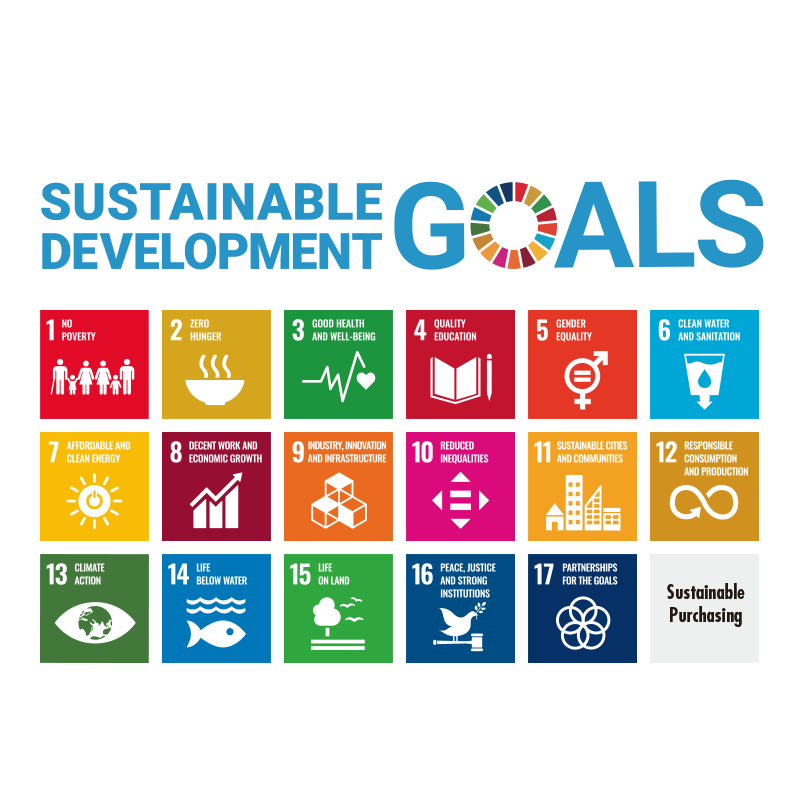 SUSTAINABLE
DEVELOPMENT
GOALS
1 NO
POVERTY
2 ZERO
HUNGER
3 GOOD HEALTH
AND WELL-BEING
4 QUALITY
EDUCATION
5 GENDER
EQUALITY
6 CLEAN WATER
AND SANITATION
7 AFFORDABLE AND
CLEAN ENERGY
8 DECENT WORK AND
ECONOMIC GROWTH
9 INDUSTRY, INNOVATION
AND INFRASTRUCTURE
10 REDUCED
INEQUALITIES
11 SUSTAINABLE CITIES
AND COMMUNITIES
12 RESPONSIBLE
CONSUMPTION
AND PRODUCTION
13 CLIMATE
ACTION
14 LIFE
BELOW WATER
15 LIFE
ON LAND
16 PEACE, JUSTICE
AND STRONG
INSTITUTIONS
17 PARTNERSHIPS
FOR THE GOALS
Sustainable
Purchasing